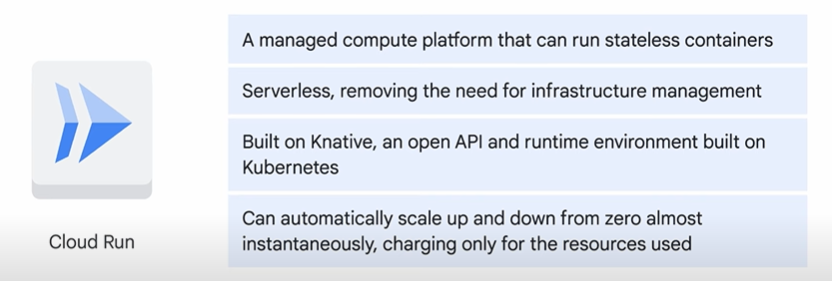 A managed compute platform that can run stateless containers
Serverless, removing the need for infrastructure management
Built on Knative, an open API and runtime environment built on
Kubernetes
Can automatically scale up and down from zero almost
instantaneously, charging only for the resources used
Cloud Run